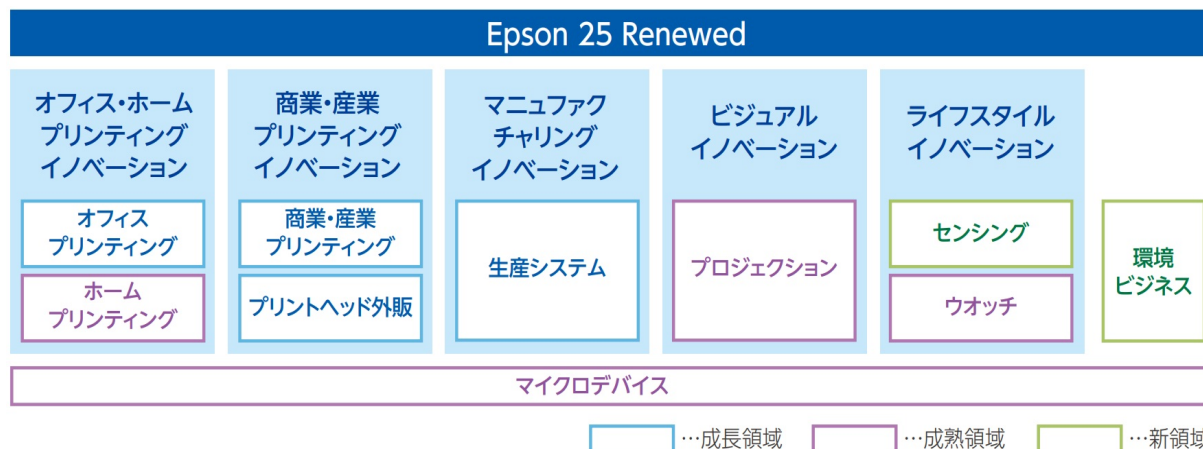 Epson 25 Renewed
オフィス・ホーム
プリンティング
イノベーション
オフィス
プリンティング
ホーム
プリンティング
商業・産業
プリンティング
イノベーション
商業・産業
プリンティング
プリントヘッド外販
マニュファク
チャリング
イノベーション
生産システム
ビジュアル
イノベーション
プロジェクション
ライフスタイル
イノベーション
センシング
ウオッチ
環境
ビジネス
マイクロデバイス
…成長領域
…成熟領域
…新領域